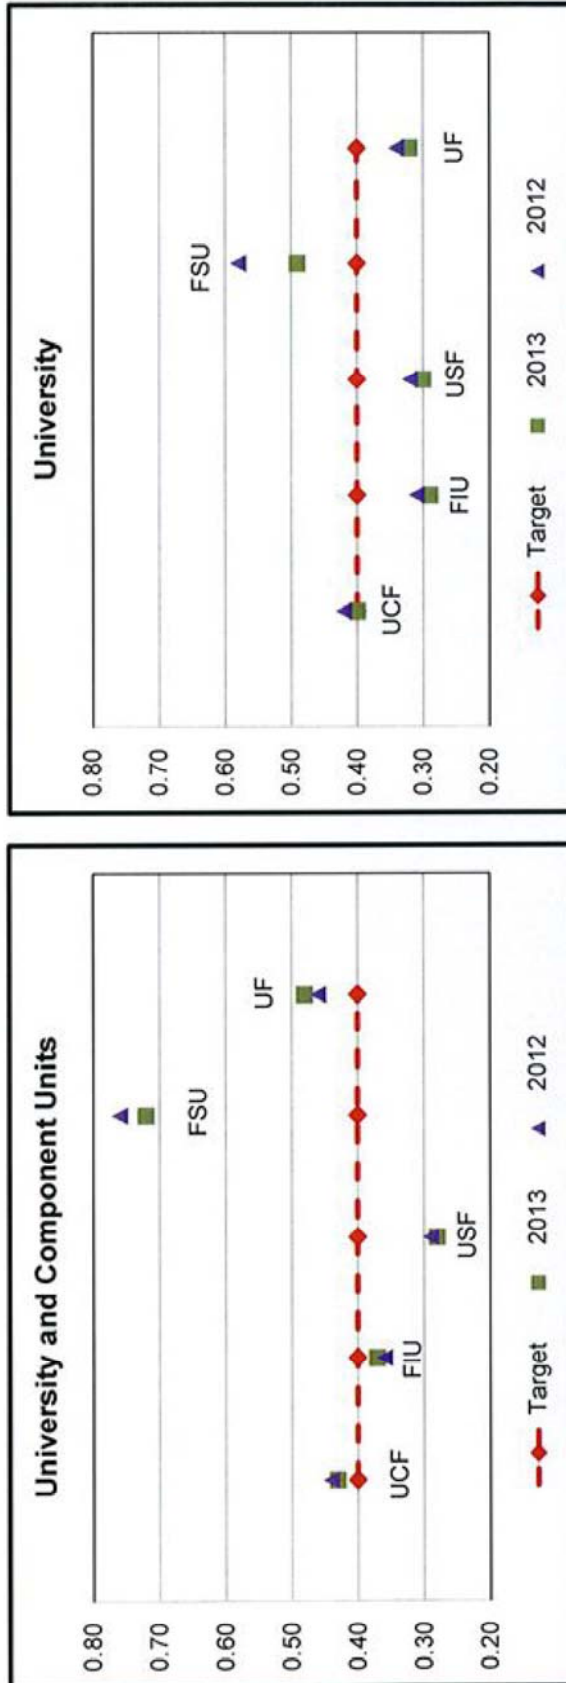 University and Component Units
0.80
0.70
0.60
0.50
0.40
0.30
0.20
UCF
FIU
USF
FSU
UF
Target 2013 2012
University
0.80
0.70
0.60
0.50
0.40
0.30
0.20
UCF
FIU
USF
FSU
UF
Target 2013 2012